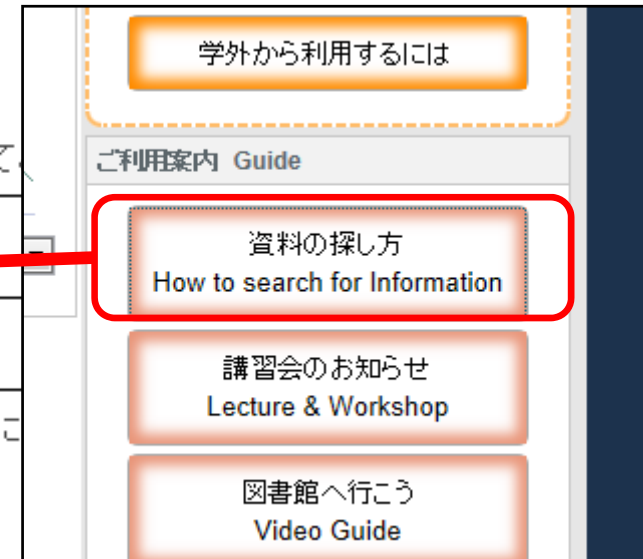 学外から利用するには
て、
ご利用案内 Guide
資料の探し方
How to search for Information
講習会のお知らせ
Lecture & Workshop
に
図書館へ行こう
Video Guide